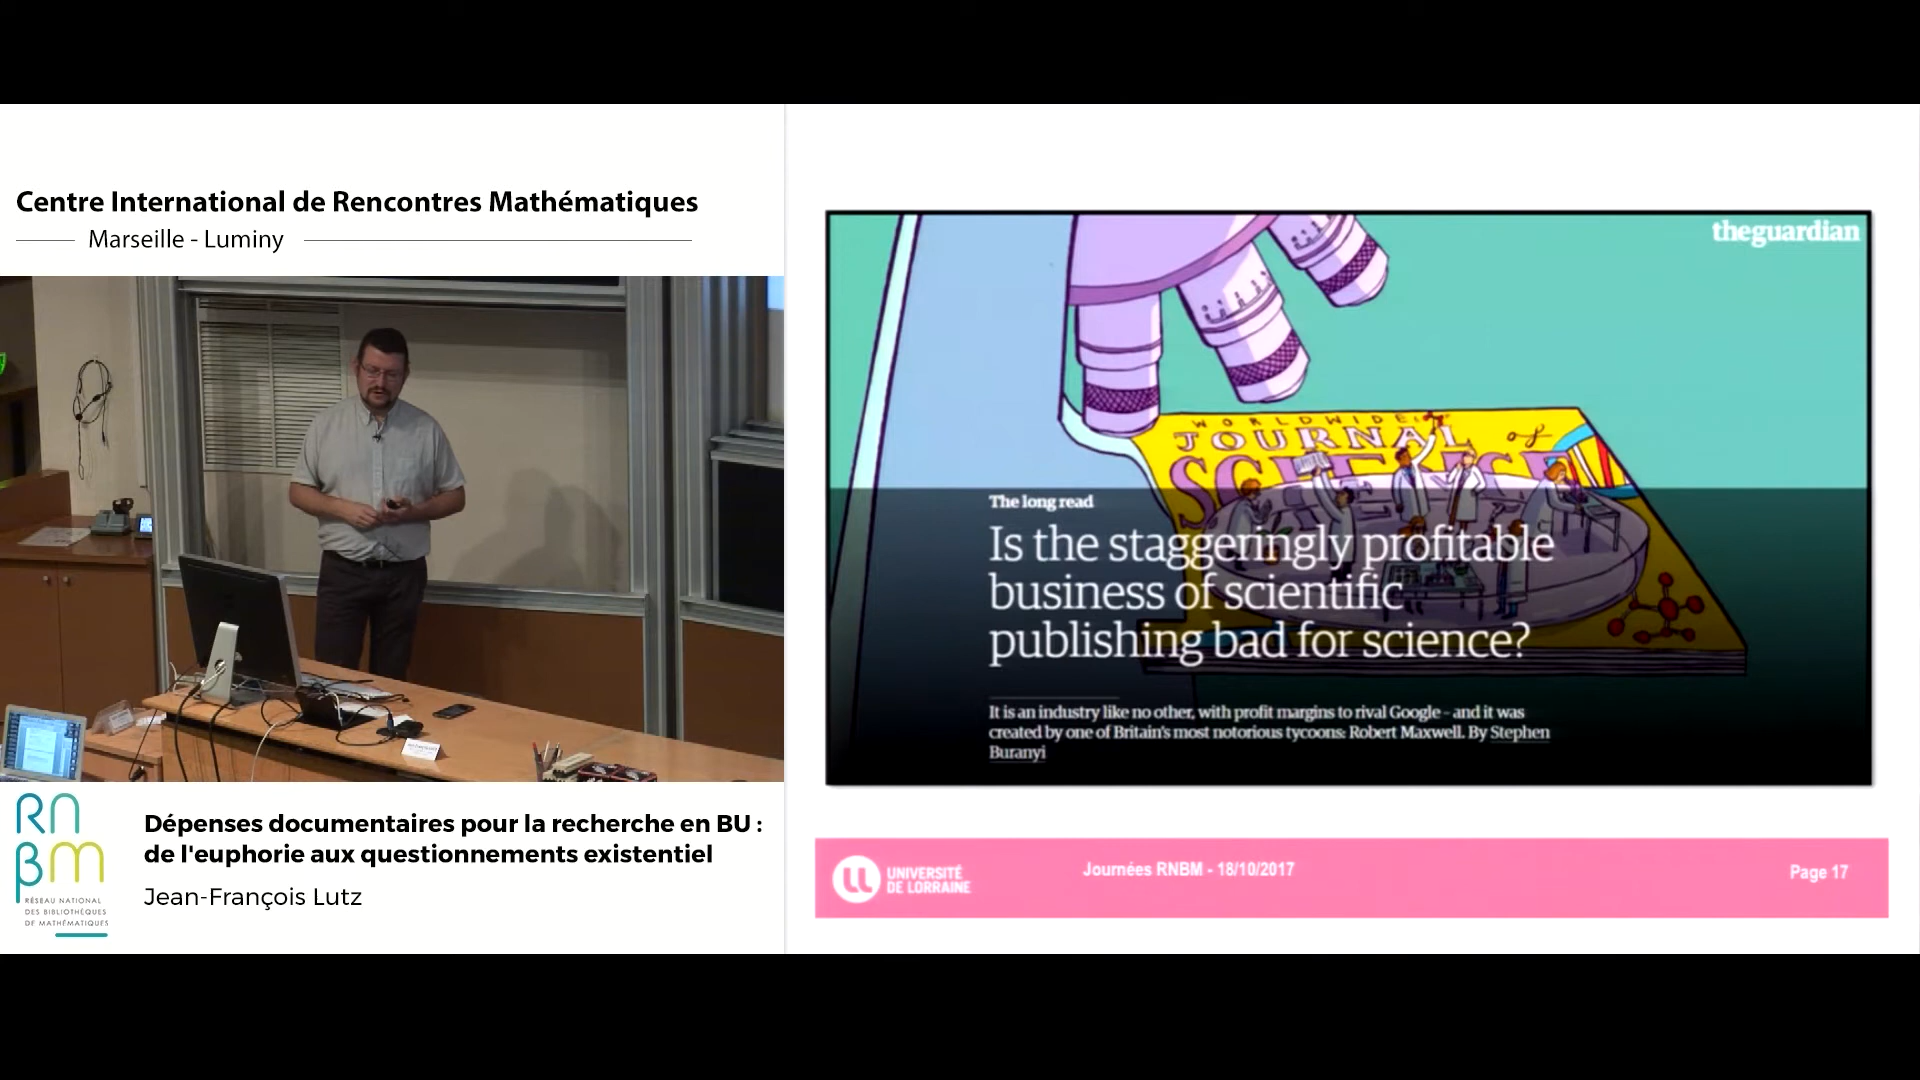 Centre International de Rencontres Mathématiques
Marseille - Luminy
RNBM
RÉSEAU NATIONAL
DES BIBLIOTHÈQUES
DE MATHÉMATIQUES
Dépenses documentaires pour la recherche en BU :
de l'euphorie aux questionnements existentiel
Jean-François Lutz
theguardian
WORLDWIDE
JOURNAL of
SCIENCE
The long read
Is the staggeringly profitable
business of scientific
publishing bad for science?
It is an industry like no other, with profit margins to rival Google – and it was
created by one of Britain's most notorious tycoons: Robert Maxwell. By Stephen
Buranyi
UNIVERSITÉ
DE LORRAINE
Journées RNBM - 18/10/2017
Page 17